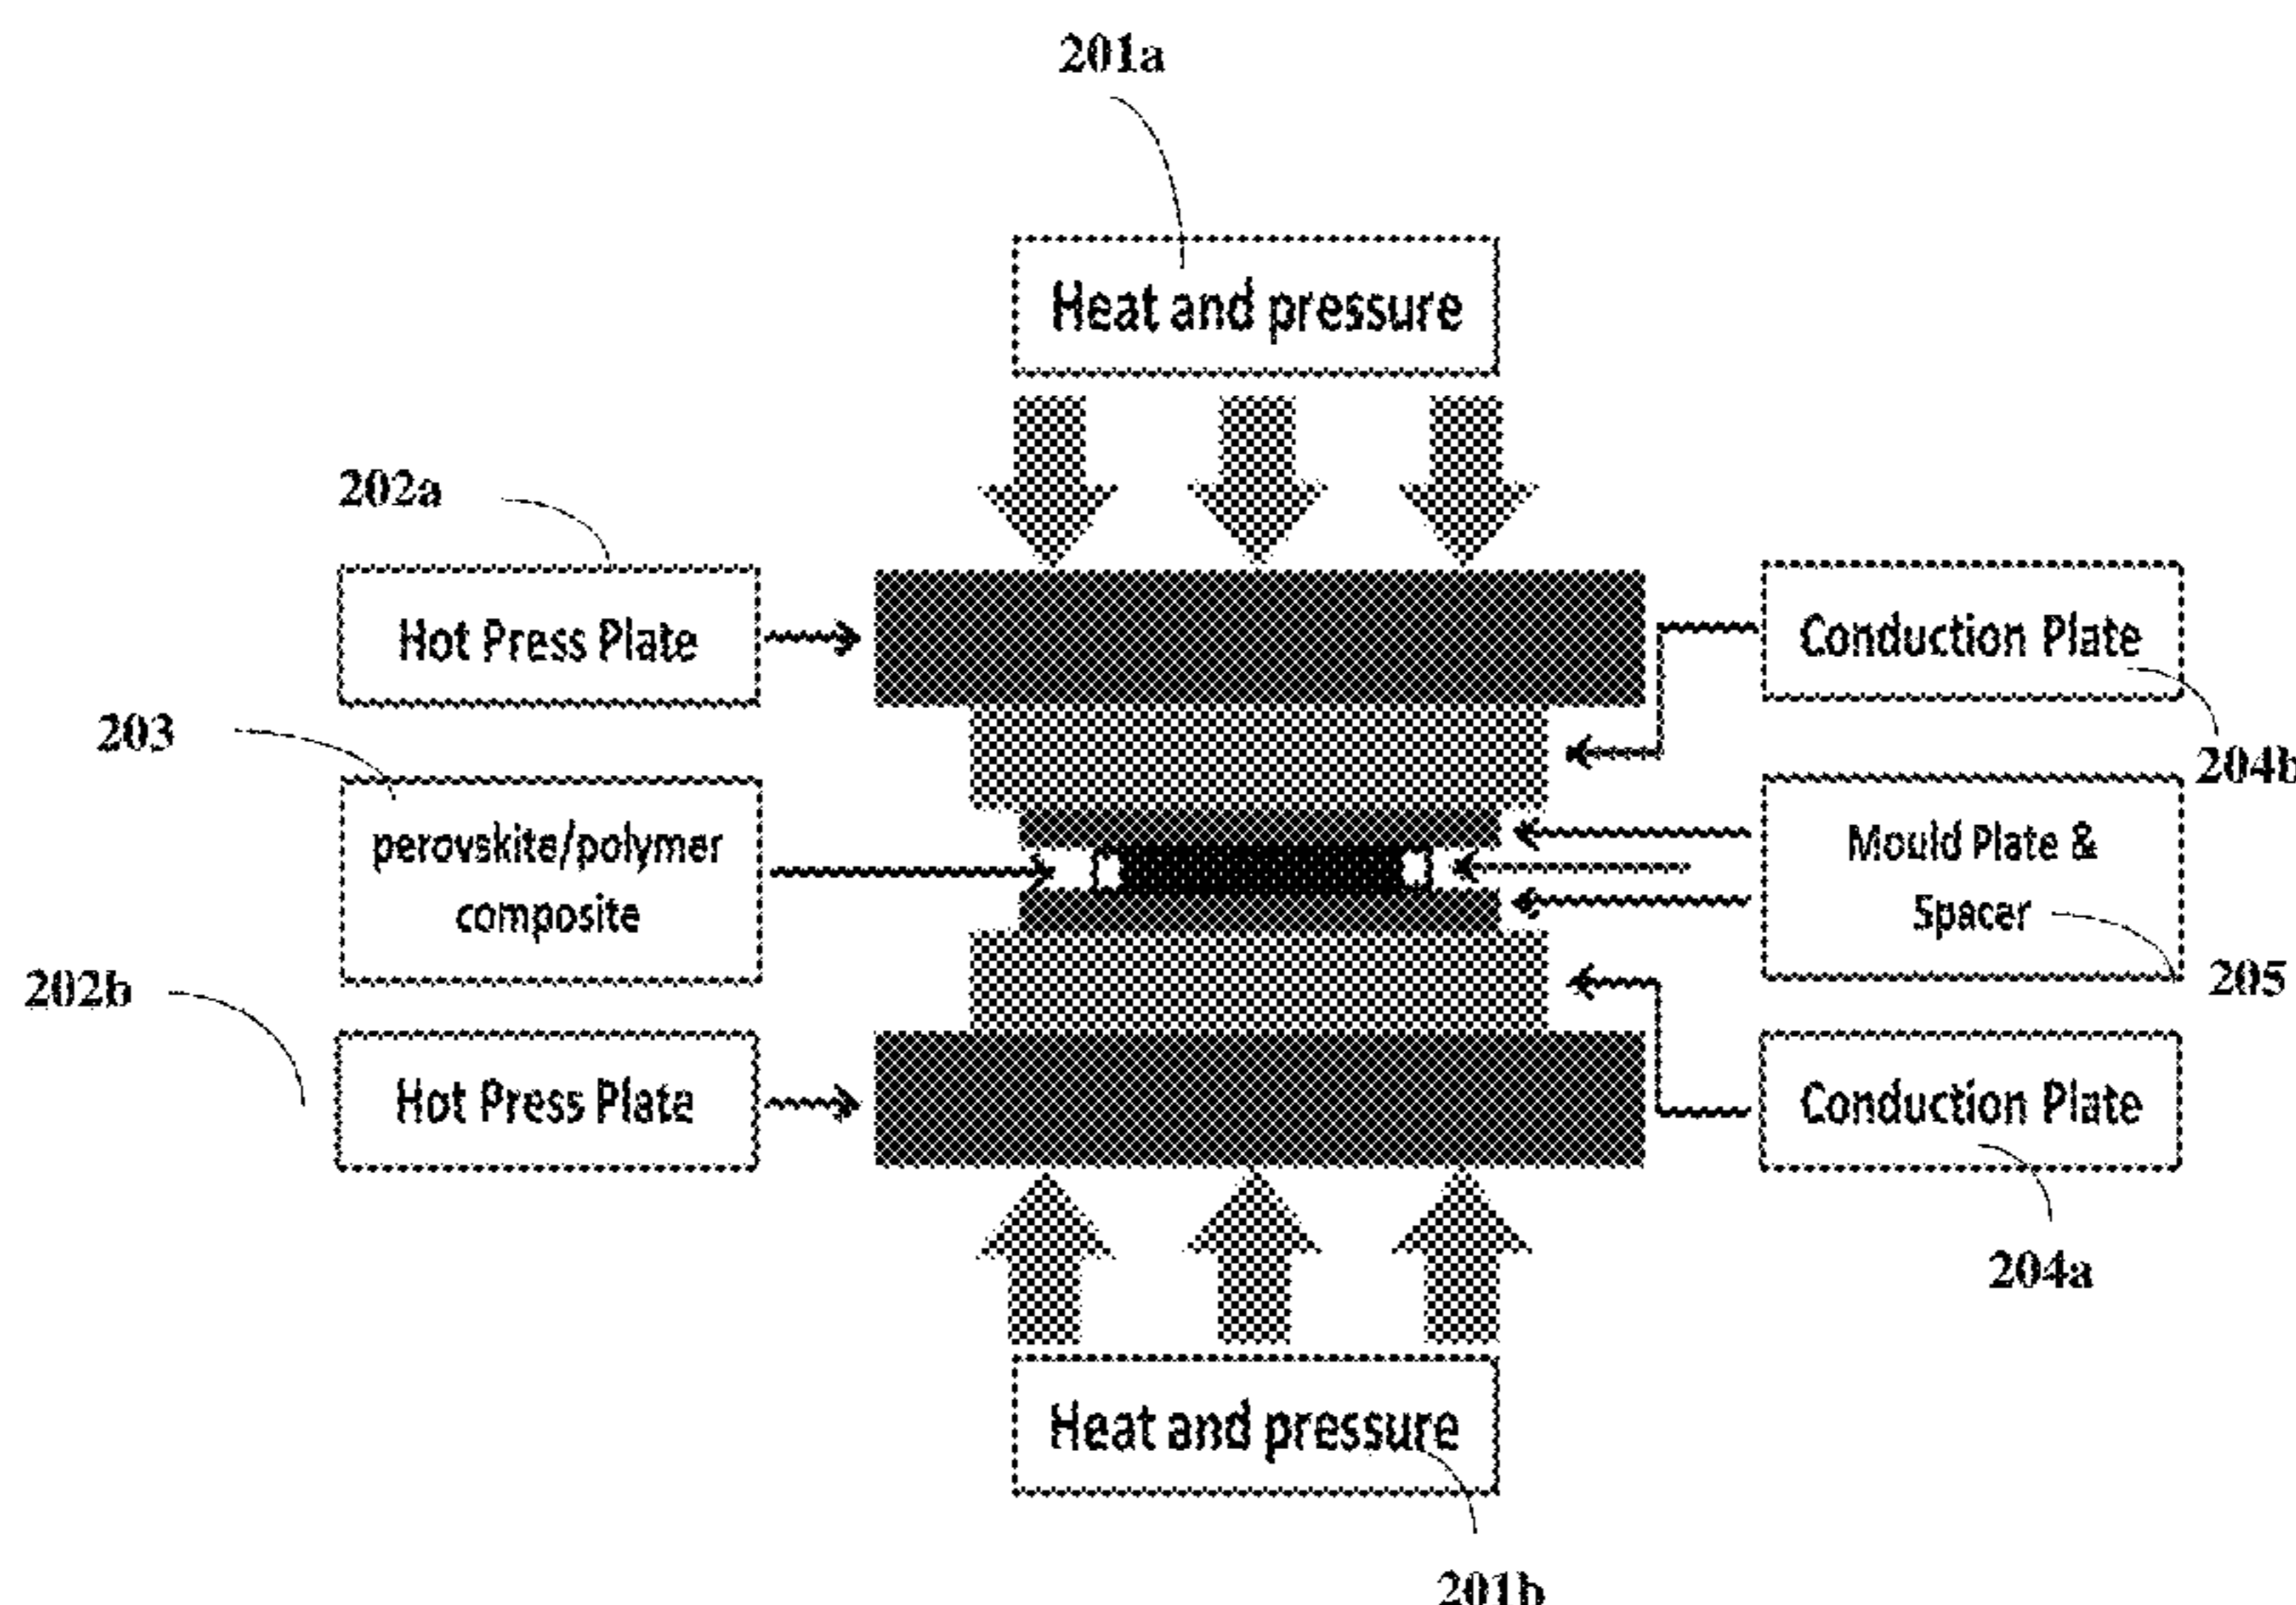 201a
Heat and pressure
202a
Hot Press Plate
Conduction Plate
203
204b
perovskite/polymer
composite
Mould Plate &
Spacer
202b
205
Hot Press Plate
Conduction Plate
204a
Heat and pressure
201b